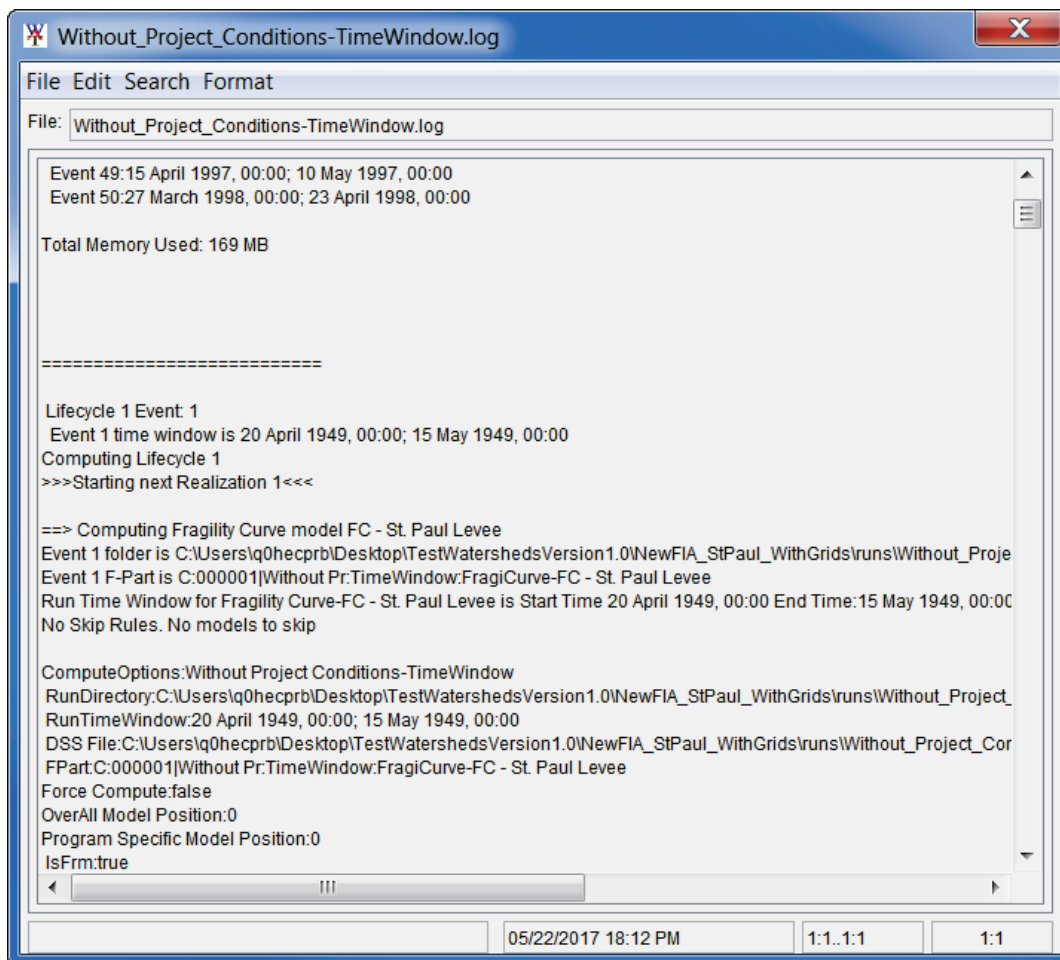 Without_Project_Conditions-TimeWindow.log
File Edit Search Format
File: Without_Project_Conditions-TimeWindow.log
Event 49:15 April 1997, 00:00; 10 May 1997, 00:00
Event 50:27 March 1998, 00:00; 23 April 1998, 00:00
Total Memory Used: 169 MB
===========================
Lifecycle 1 Event: 1
Event 1 time window is 20 April 1949, 00:00; 15 May 1949, 00:00
Computing Lifecycle 1
>>>Starting next Realization 1<<<
==> Computing Fragility Curve model FC - St. Paul Levee
Event 1 folder is C:\Users\q0hecprb\Desktop\TestWatershedsVersion1.0\NewFIA_StPaul_WithGrids\runs\Without_Proje
Event 1 F-Part is C:000001|Without Pr:TimeWindow:FragiCurve-FC - St. Paul Levee
Run Time Window for Fragility Curve-FC - St. Paul Levee is Start Time 20 April 1949, 00:00 End Time:15 May 1949, 00:00
No Skip Rules. No models to skip
ComputeOptions:Without Project Conditions-TimeWindow
RunDirectory:C:\Users\q0hecprb\Desktop\TestWatershedsVersion1.0\NewFIA_StPaul_WithGrids\runs\Without_Project_
RunTimeWindow:20 April 1949, 00:00; 15 May 1949, 00:00
DSS File:C:\Users\q0hecprb\Desktop\TestWatershedsVersion1.0\NewFIA_StPaul_WithGrids\runs\Without_Project_Cor
FPart:C:000001|Without Pr:TimeWindow:FragiCurve-FC - St. Paul Levee
Force Compute:false
OverAll Model Position:0
Program Specific Model Position:0
IsFrm:true
05/22/2017 18:12 PM 1:1..1:1 1:1